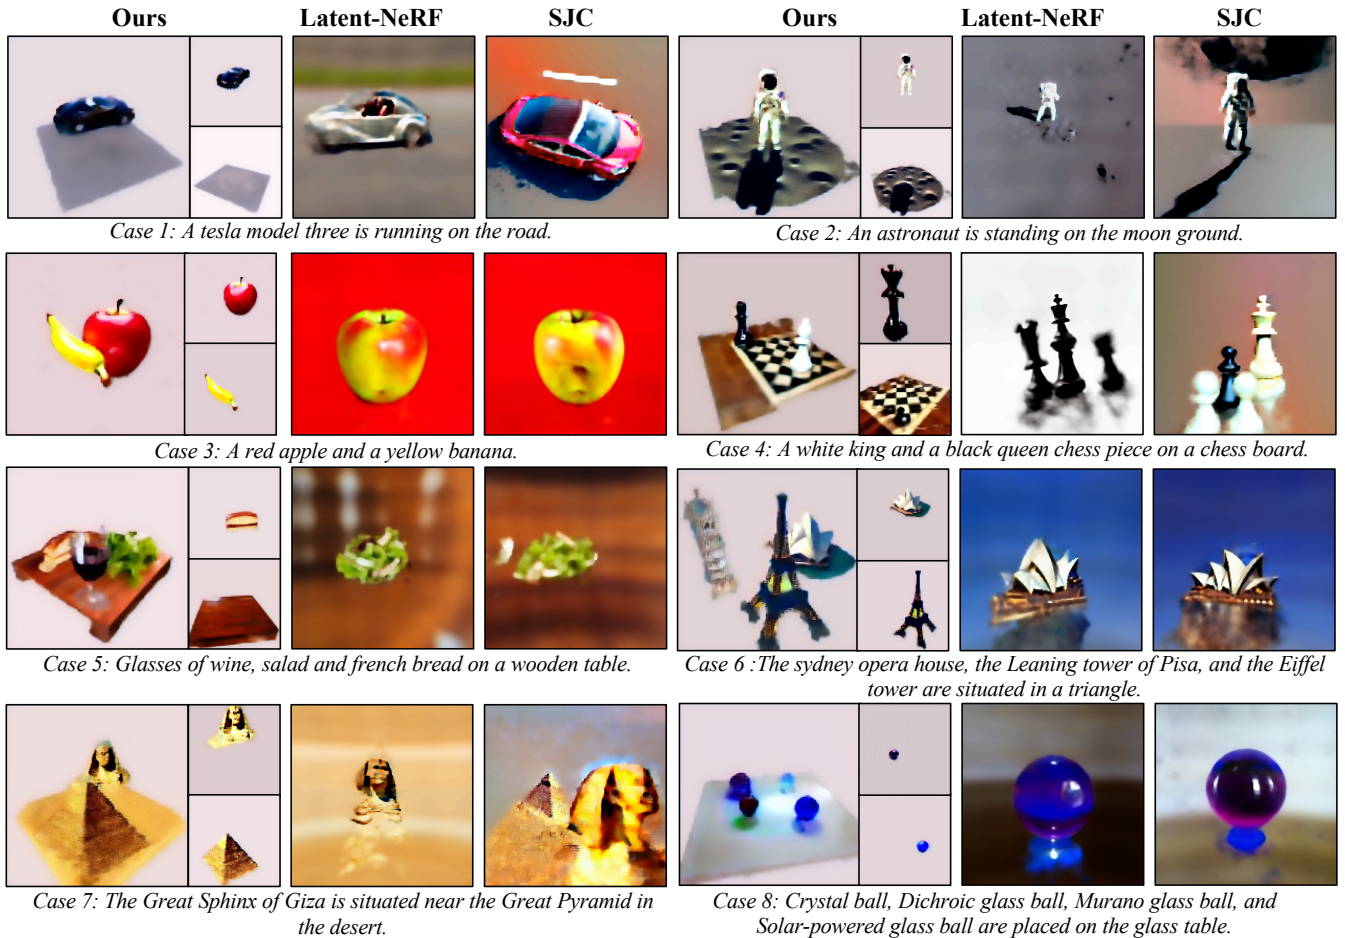 Ours Latent-NeRF SJC Ours Latent-NeRF SJC
Case 1: A tesla model three is running on the road.
Case 2: An astronaut is standing on the moon ground.
Case 3: A red apple and a yellow banana.
Case 4: A white king and a black queen chess piece on a chess board.
Case 5: Glasses of wine, salad and french bread on a wooden table.
Case 6 :The sydney opera house, the Leaning tower of Pisa, and the Eiffel
tower are situated in a triangle.
Case 7: The Great Sphinx of Giza is situated near the Great Pyramid in
the desert.
Case 8: Crystal ball, Dichroic glass ball, Murano glass ball, and
Solar-powered glass ball are placed on the glass table.